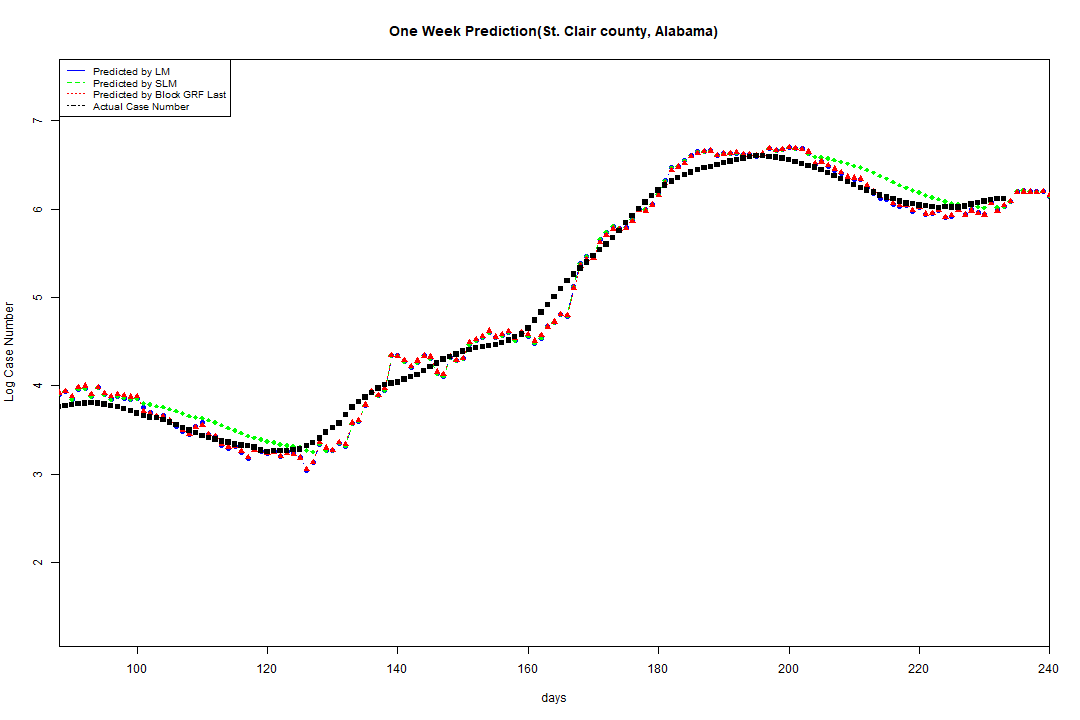 One Week Prediction(St. Clair county, Alabama)
Predicted by LM
Predicted by SLM
Predicted by Block GRF Last
Actual Case Number
7
6
5
4
3
2
Log Case Number
100 120 140 160 180 200 220 240
days